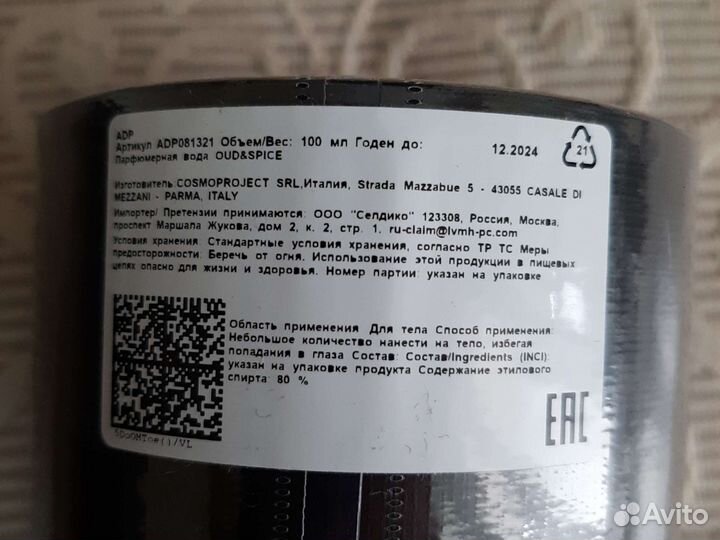 ADP
Артикул ADP081321 Объем/Вес: 100 мл Годен до: 12.2024
Парфюмерная вода OUD&SPICE
21
Изготовитель COSMOPROJECT SRL,Италия, Strada Mazzabue 5 - 43055 CASALE DI
MEZZANI - PARMA, ITALY
Импортер/ Претензии принимаются: ООО "Селдико" 123308, Россия, Москва,
проспект Маршала Жукова, дом 2, к. 2, стр. 1. ru-claim@lvmh-pc.com
Условия хранения: Стандартные условия хранения, согласно ТР ТС Меры
предосторожности: Беречь от огня. Использование этой продукции в пищевых
целях опасно для жизни и здоровья. Номер партии: указан на упаковке
Область применения Для тела Способ применения:
Небольшое количество нанести на тело, избегая
попадания в глаза Состав: Состав/Ingredients (INCI):
указан на упаковке продукта Содержание этилового
спирта: 80 %
EAC
Avito